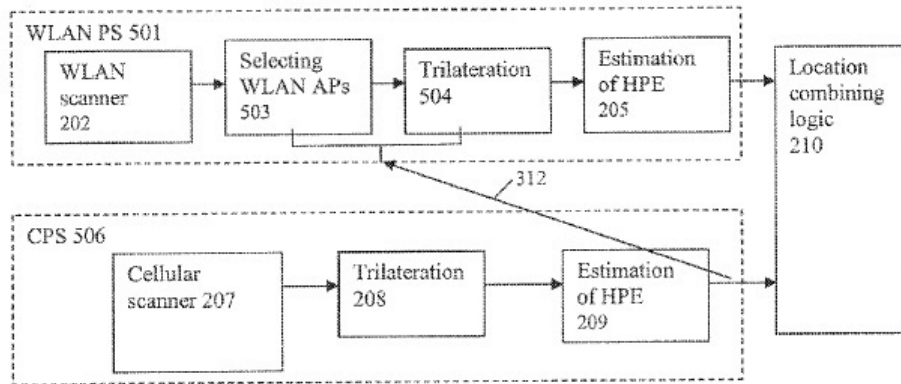 WLAN PS 501
WLAN
scanner
202
Selecting
WLAN APs
503
Trilateration
504
Estimation
of HPE
205
Location
combining
logic
210
312
CPS 506
Cellular
scanner 207
Trilateration
208
Estimation
of HPE
209